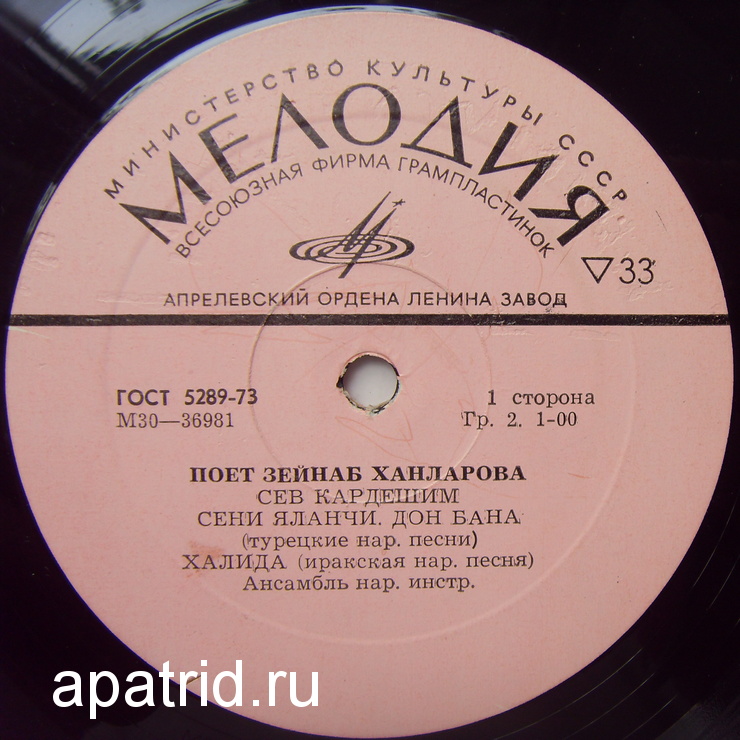 МИНИСТЕРСТВО КУЛЬТУРЫ СССР
МЕЛОДИЯ
ВСЕСОЮЗНАЯ ФИРМА ГРАМПЛАСТИНОК
▽33
АПРЕЛЕВСКИЙ ОРДЕНА ЛЕНИНА ЗАВОД
ГОСТ 5289-73
М30—36981
1 сторона
Гр. 2. 1-00
ПОЕТ ЗЕЙНАБ ХАНЛАРОВА
СЕВ КАРДЕШИМ
СЕНИ ЯЛАНЧИ. ДОН БАНА
(турецкие нар. песни)
ХАЛИДА (иракская нар. песня)
Ансамбль нар. инстр.
apatrid.ru